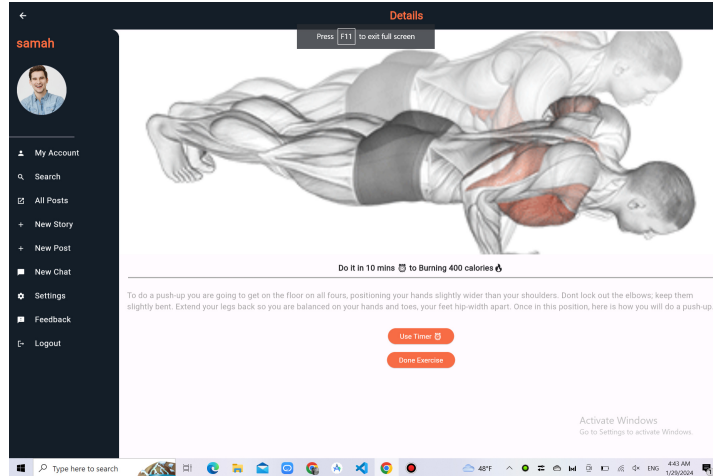 Details
Press F11 to exit full screen
samah
My Account
Search
All Posts
New Story
New Post
New Chat
Settings
Feedback
Logout
Do it in 10 mins to Burning 400 calories
To do a push-up you are going to get on the floor on all fours, positioning your hands slightly wider than your shoulders. Dont lock out the elbows; keep them
slightly bent. Extend your legs back so you are balanced on your hands and toes, your feet hip-width apart. Once in this position, here is how you will do a push-up.
Use Timer
Done Exercise
Activate Windows
Go to Settings to activate Windows.
Type here to search
48°F
ENG
4:43 AM
1/29/2024